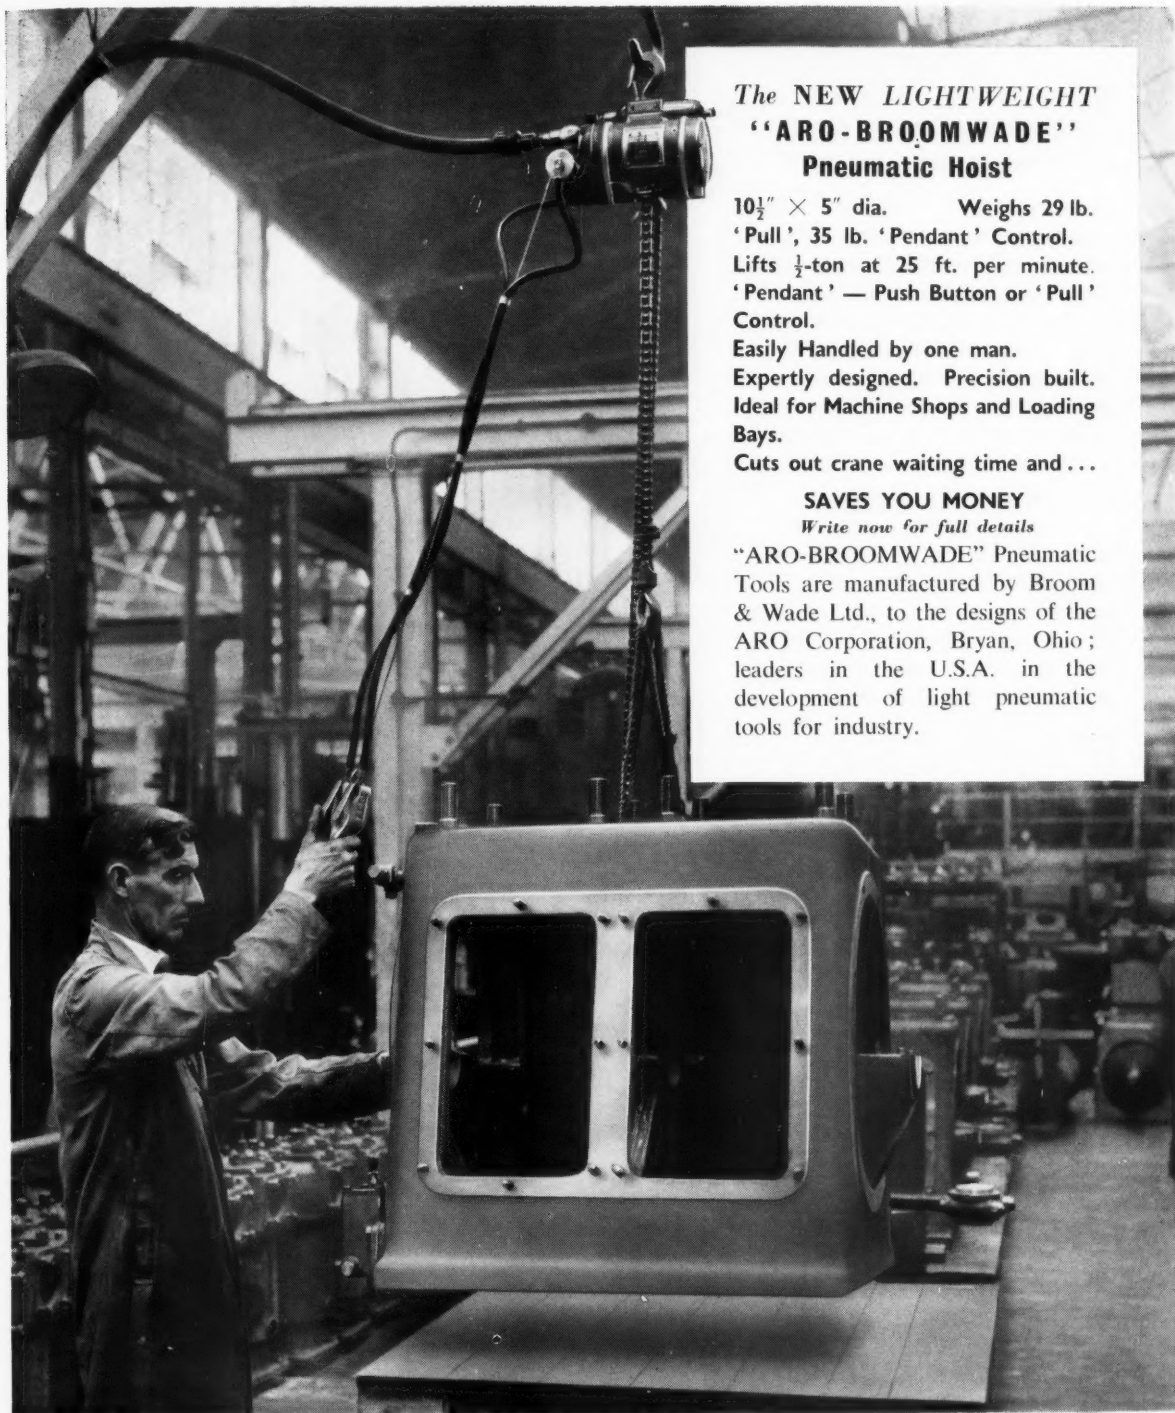 The NEW LIGHTWEIGHT
“ARO-BROOMWADE”
Pneumatic Hoist
10½″ × 5″ dia. Weighs 29 lb.
‘Pull’, 35 lb. ‘Pendant’ Control.
Lifts ½-ton at 25 ft. per minute.
‘Pendant’ — Push Button or ‘Pull’
Control.
Easily Handled by one man.
Expertly designed. Precision built.
Ideal for Machine Shops and Loading
Bays.
Cuts out crane waiting time and ...
SAVES YOU MONEY
Write now for full details
“ARO-BROOMWADE” Pneumatic
Tools are manufactured by Broom
& Wade Ltd., to the designs of the
ARO Corporation, Bryan, Ohio;
leaders in the U.S.A. in the
development of light pneumatic
tools for industry.